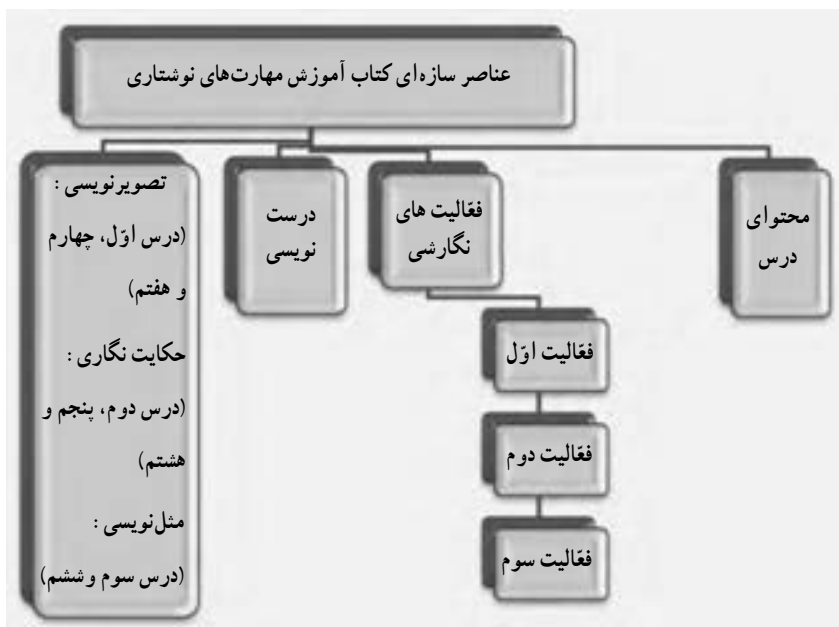 عناصر سازه‌ای کتاب آموزش مهارت‌های نوشتاری
محتوای
درس
فعّالیت های
نگارشی
فعّالیت اوّل
فعّالیت دوم
فعّالیت سوم
درست
نویسی
تصویرنویسی :
(درس اوّل، چهارم
و هفتم)
حکایت نگاری :
(درس دوم، پنجم و
هشتم)
مثل‌نویسی :
(درس سوم و ششم)